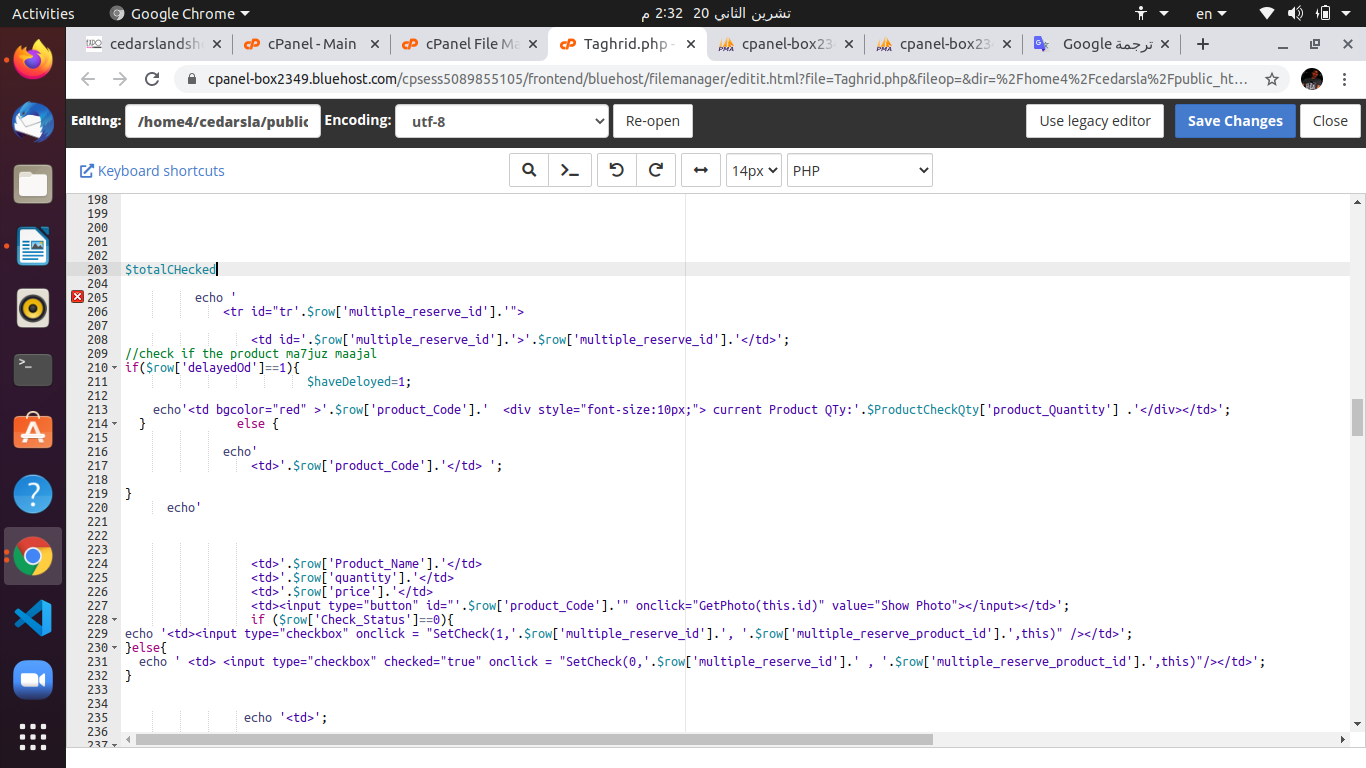 Activities
Google Chrome
تشرين الثاني 20 2:32 م
en
cedarslandsh
cPanel - Main
cPanel File Ma
Taghrid.php -
cpanel-box23
cpanel-box23
ترجمة Google
cpanel-box2349.bluehost.com/cpsess5089855105/frontend/bluehost/filemanager/editit.html?file=Taghrid.php&fileop=&dir=%2Fhome4%2Fcedarsla%2Fpublic_ht...
Editing:
/home4/cedarsla/public
Encoding:
utf-8
Re-open
Use legacy editor
Save Changes
Close
Keyboard shortcuts
14px
PHP
198
199
200
201
202
203 $totalCHecked
204
205 echo '
206 <tr id="tr'.$row['multiple_reserve_id'].'">
207
208 <td id='.$row['multiple_reserve_id'].'>'.$row['multiple_reserve_id'].'</td>';
209 //check if the product ma7juz maajal
210 if($row['delayedOd']==1){
211 $haveDeloyed=1;
212
213 echo'<td bgcolor="red" >'.$row['product_Code'].' <div style="font-size:10px;"> current Product QTy:'.$ProductCheckQty['product_Quantity'] .'</div></td>';
214 } else {
215
216 echo'
217 <td>'.$row['product_Code'].'</td> ';
218
219 }
220 echo'
221
222
223
224 <td>'.$row['Product_Name'].'</td>
225 <td>'.$row['quantity'].'</td>
226 <td>'.$row['price'].'</td>
227 <td><input type="button" id="'.$row['product_Code'].'" onclick="GetPhoto(this.id)" value="Show Photo"></input></td>';
228 if ($row['Check_Status']==0){
229 echo '<td><input type="checkbox" onclick = "SetCheck(1,'.$row['multiple_reserve_id'].', '.$row['multiple_reserve_product_id'].',this)" /></td>';
230 }else{
231 echo ' <td> <input type="checkbox" checked="true" onclick = "SetCheck(0,'.$row['multiple_reserve_id'].' , '.$row['multiple_reserve_product_id'].',this)"/></td>';
232 }
233
234
235 echo '<td>';
236
237